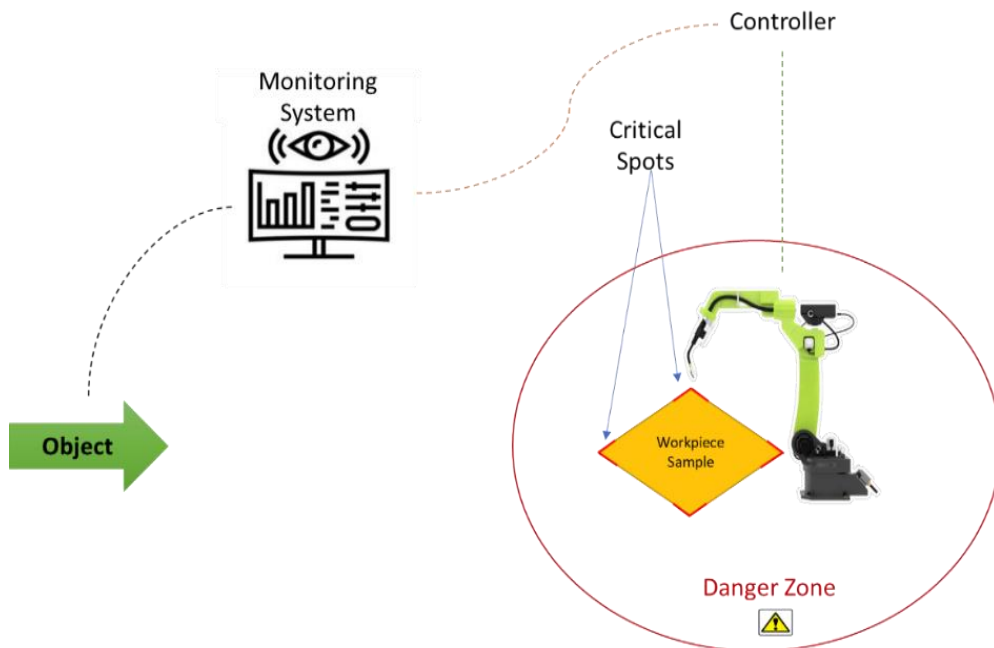 Controller
Monitoring
System
Critical
Spots
Object
Workpiece
Sample
Danger Zone